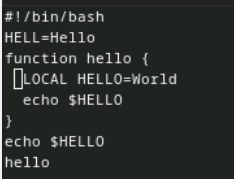 #!/bin/bash
HELL=Hello
function hello {
LOCAL HELLO=World
echo $HELLO
}
echo $HELLO
hello